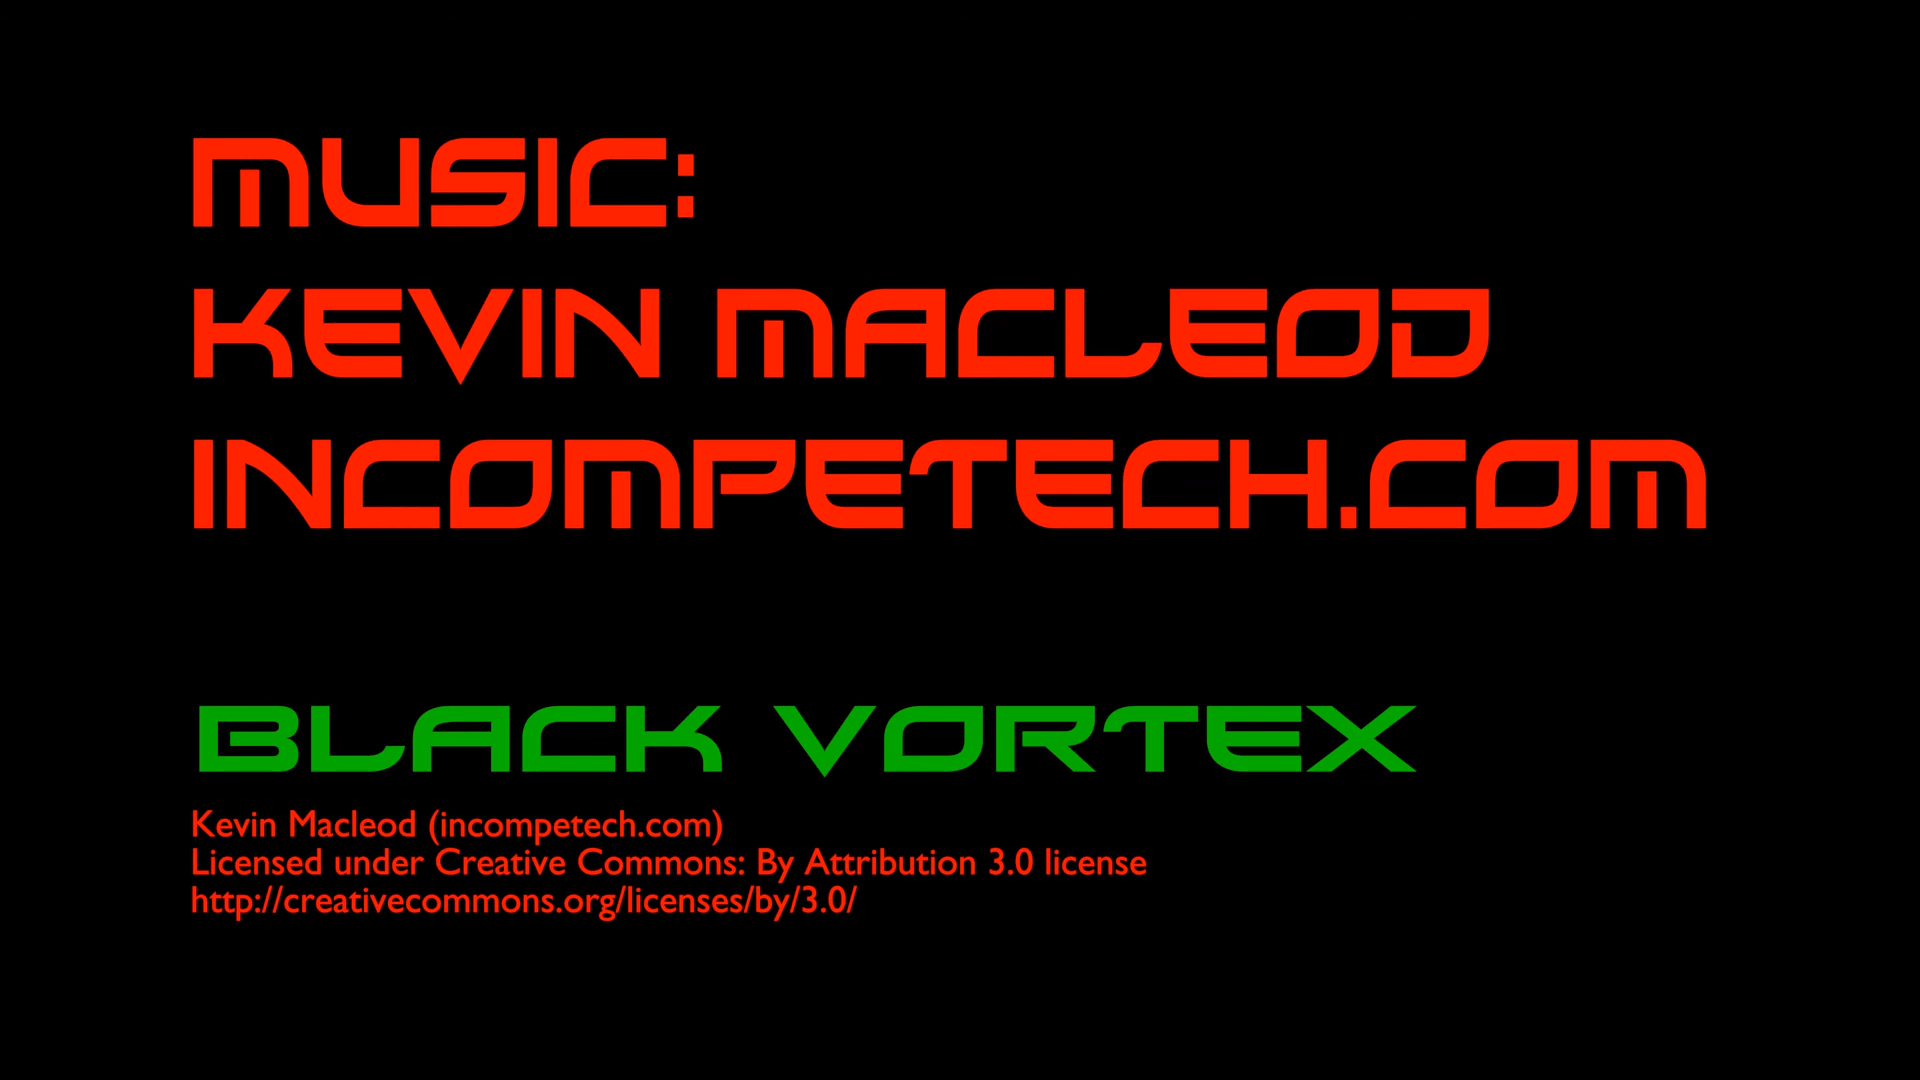 MUSIC:
KEVIN MACLEOD
INCOMPETECH.COM
BLACK VORTEX
Kevin Macleod (incompetech.com)
Licensed under Creative Commons: By Attribution 3.0 license
http://creativecommons.org/licenses/by/3.0/